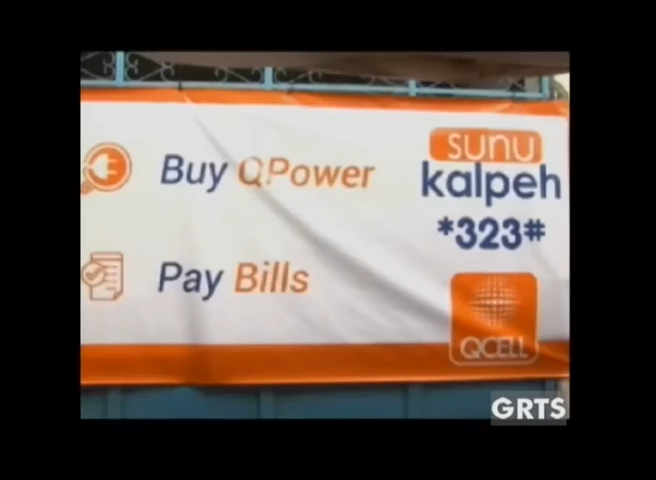 Buy QPower
Pay Bills
sunu
kalpeh
*323#
QCELL
GRTS